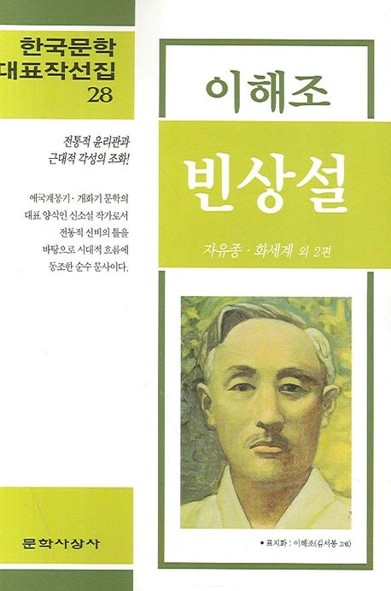 한국문학
대표작선집
28
전통적 윤리관과
근대적 각성의 조화!
애국계몽기·개화기 문학의
대표 양식인 신소설 작가로서
전통적 선비의 틀을
바탕으로 시대적 흐름에
동조한 순수 문사이다.
문학사상사
이해조
빈상설
자유종·화세계 외 2편
• 표지화 : 이해조(김서봉 그림)